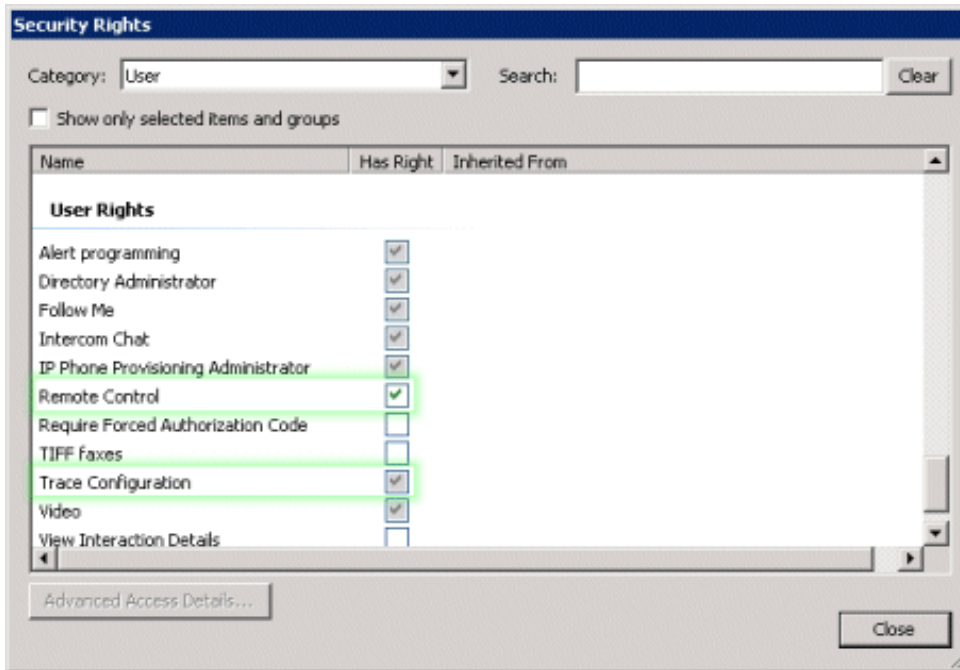 Security Rights
Category: User Search: Clear
Show only selected items and groups
Name Has Right Inherited From
User Rights
Alert programming
Directory Administrator
Follow Me
Intercom Chat
IP Phone Provisioning Administrator
Remote Control
Require Forced Authorization Code
TIFF faxes
Trace Configuration
Video
View Interaction Details
Advanced Access Details...
Close